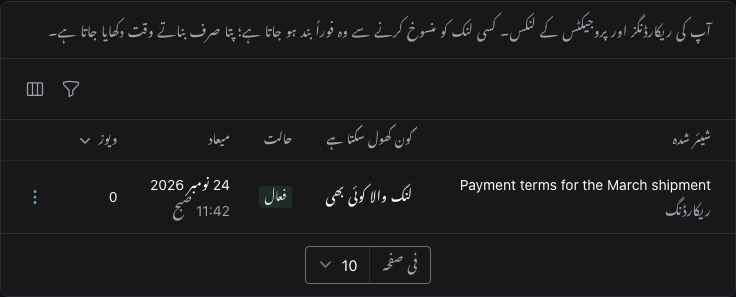 آپ کی ریکارڈنگز اور پروجیکٹس کے لنکس۔ کسی لنک کو منسوخ کرنے سے وہ فوراً بند ہو جاتا ہے؛ پتا صرف بناتے وقت دکھایا جاتا ہے۔
شیئر شدہ کون کھول سکتا ہے حالت میعاد ویوز
Payment terms for the March shipment لنک والا کوئی بھی فعال 24 نومبر 2026 0
ریکارڈنگ 11:42 صبح
فی صفحہ 10